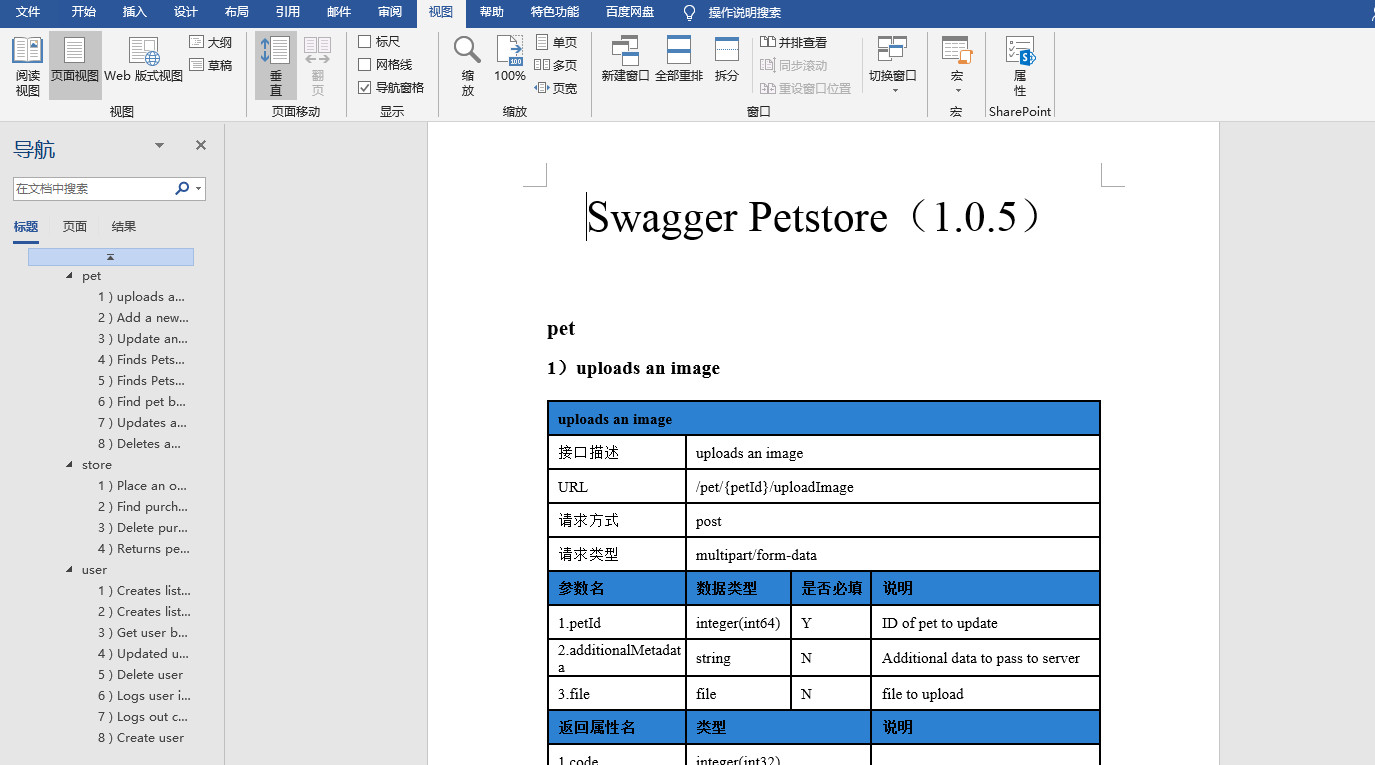 文件 开始 插入 设计 布局 引用 邮件 审阅 视图 帮助 特色功能 百度网盘 操作说明搜索
阅读视图 页面视图 Web 版式视图 大纲 草稿
视图
垂直 翻页
页面移动
标尺
网格线
导航窗格
显示
缩放 100% 单页 多页 页宽
缩放
新建窗口 全部重排 拆分 并排查看 同步滚动 重设窗口位置 切换窗口
窗口
宏
宏
属性
SharePoint
导航
在文档中搜索
标题 页面 结果
pet
1 ) uploads a...
2 ) Add a new...
3 ) Update an...
4 ) Finds Pets...
5 ) Finds Pets...
6 ) Find pet b...
7 ) Updates a...
8 ) Deletes a...
store
1 ) Place an o...
2 ) Find purch...
3 ) Delete pur...
4 ) Returns pe...
user
1 ) Creates list...
2 ) Creates list...
3 ) Get user b...
4 ) Updated u...
5 ) Delete user
6 ) Logs user i...
7 ) Logs out c...
8 ) Create user
Swagger Petstore（1.0.5）
pet
1）uploads an image
uploads an image
接口描述 uploads an image
URL /pet/{petId}/uploadImage
请求方式 post
请求类型 multipart/form-data
参数名 数据类型 是否必填 说明
1.petId integer(int64) Y ID of pet to update
2.additionalMetadat
a string N Additional data to pass to server
3.file file N file to upload
返回属性名 类型 说明
1.code integer(int32)